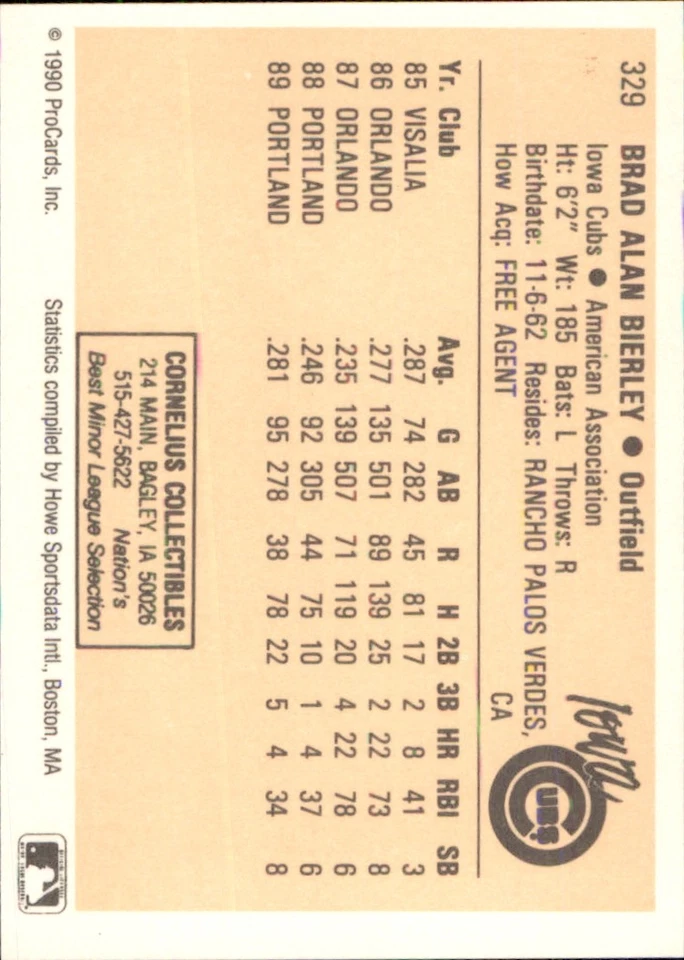 329 BRAD ALAN BIERLEY ● Outfield
Iowa Cubs ● American Association
Ht: 6'2" Wt: 185 Bats: L Throws: R
Birthdate: 11-6-62 Resides: RANCHO PALOS VERDES,
CA
How Acq: FREE AGENT
Iowa
CUBS
Yr. Club Avg. G AB R H 2B 3B HR RBI SB
85 VISALIA .287 74 282 45 81 17 2 8 41 3
86 ORLANDO .277 135 501 89 139 25 2 22 73 8
87 ORLANDO .235 139 507 71 119 20 4 22 78 6
88 PORTLAND .246 92 305 44 75 10 1 4 37 6
89 PORTLAND .281 95 278 38 78 22 5 4 34 8
CORNELIUS COLLECTIBLES
214 MAIN, BAGLEY, IA 50026
515-427-5622 Nation's
Best Minor League Selection
© 1990 ProCards, Inc. Statistics compiled by Howe Sportsdata Intl., Boston, MA